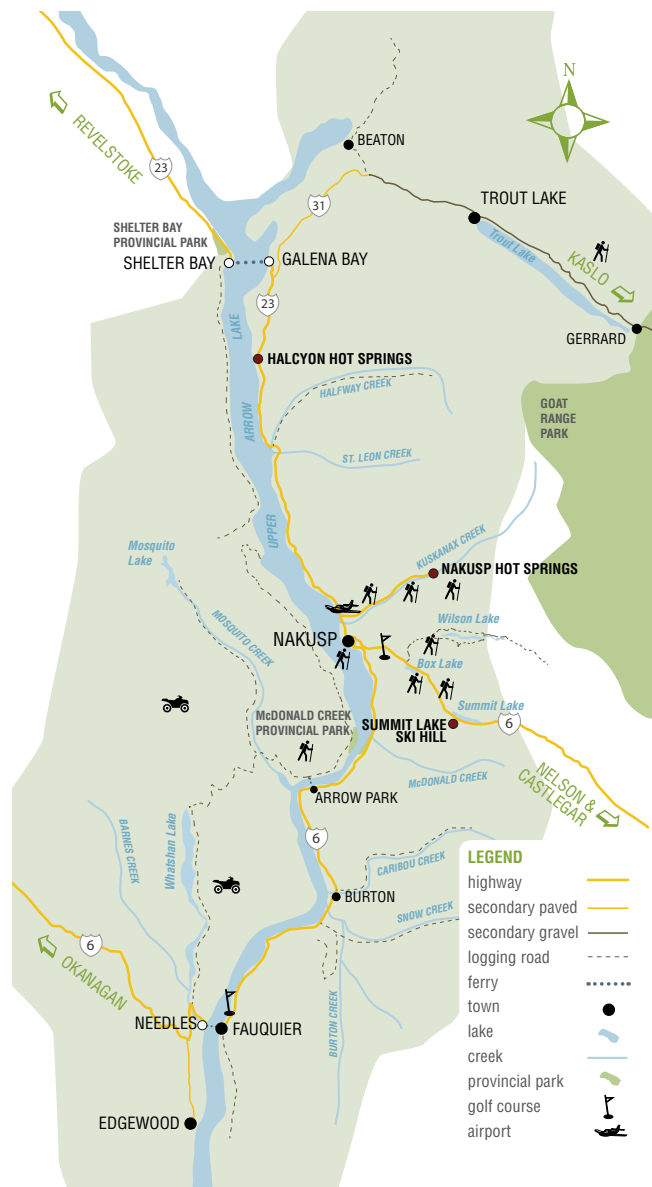 N
BEATON
REVELSTOKE
23
TROUT LAKE
31
SHELTER BAY
PROVINCIAL PARK
Trout Lake
KASLO
SHELTER BAY
GALENA BAY
23
GERRARD
LAKE
HALCYON HOT SPRINGS
HALFWAY CREEK
GOAT
RANGE
PARK
ARROW
ST. LEON CREEK
UPPER
KUSKANAX CREEK
Mosquito
Lake
NAKUSP HOT SPRINGS
MOSQUITO CREEK
Wilson Lake
NAKUSP
Box Lake
Summit Lake
McDONALD CREEK
PROVINCIAL PARK
SUMMIT LAKE
SKI HILL
6
McDONALD CREEK
NELSON &
CASTLEGAR
ARROW PARK
BARNES CREEK
Whatshan Lake
6
CARIBOU CREEK
BURTON
SNOW CREEK
6
OKANAGAN
BURTON CREEK
NEEDLES
FAUQUIER
EDGEWOOD
LEGEND
highway
secondary paved
secondary gravel
logging road
ferry
town
lake
creek
provincial park
golf course
airport